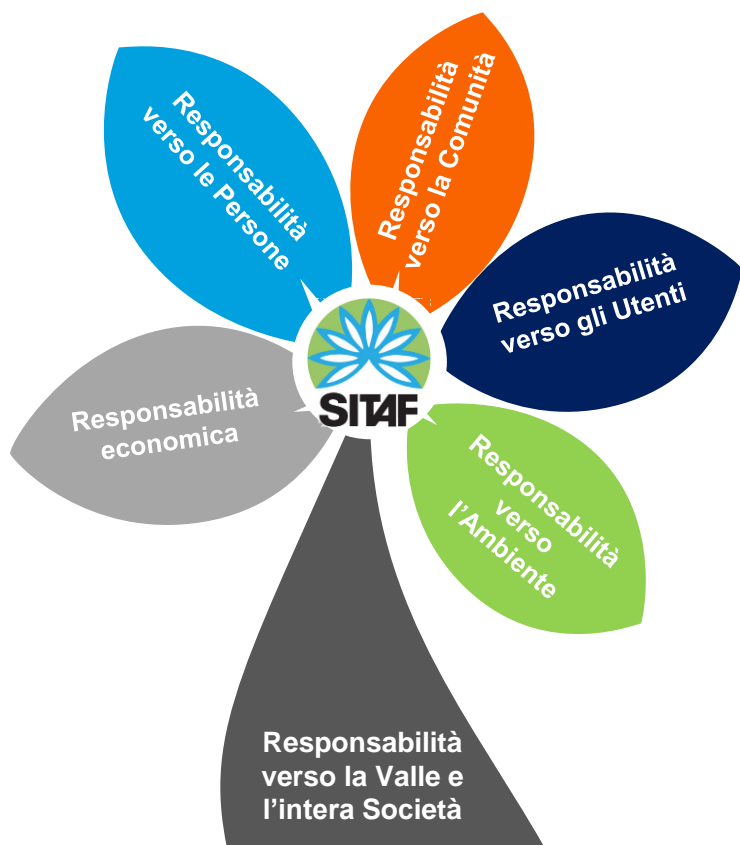 Responsabilità
verso le Persone
Responsabilità
verso la Comunità
Responsabilità
verso gli Utenti
Responsabilità
economica
SITAF
Responsabilità
verso
l’Ambiente
Responsabilità
verso la Valle e
l’intera Società